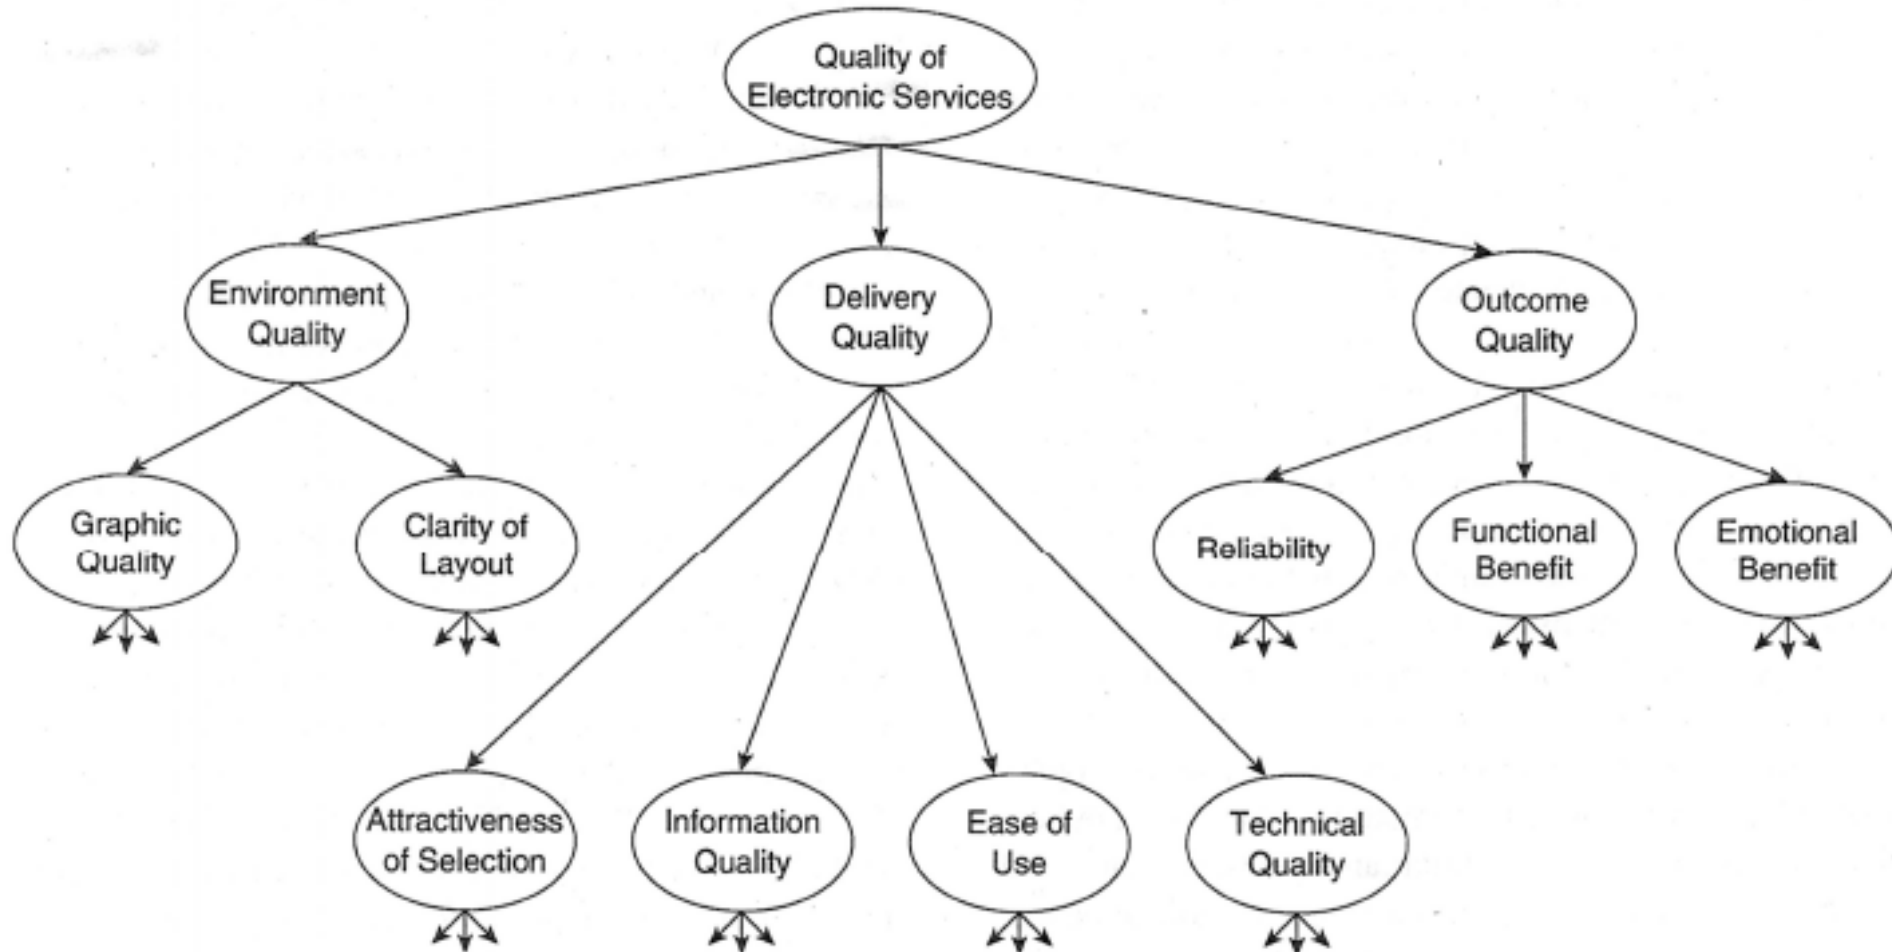 Quality of
Electronic Services
Environment
Quality
Delivery
Quality
Outcome
Quality
Graphic
Quality
Clarity of
Layout
Reliability
Functional
Benefit
Emotional
Benefit
Attractiveness
of Selection
Information
Quality
Ease of
Use
Technical
Quality